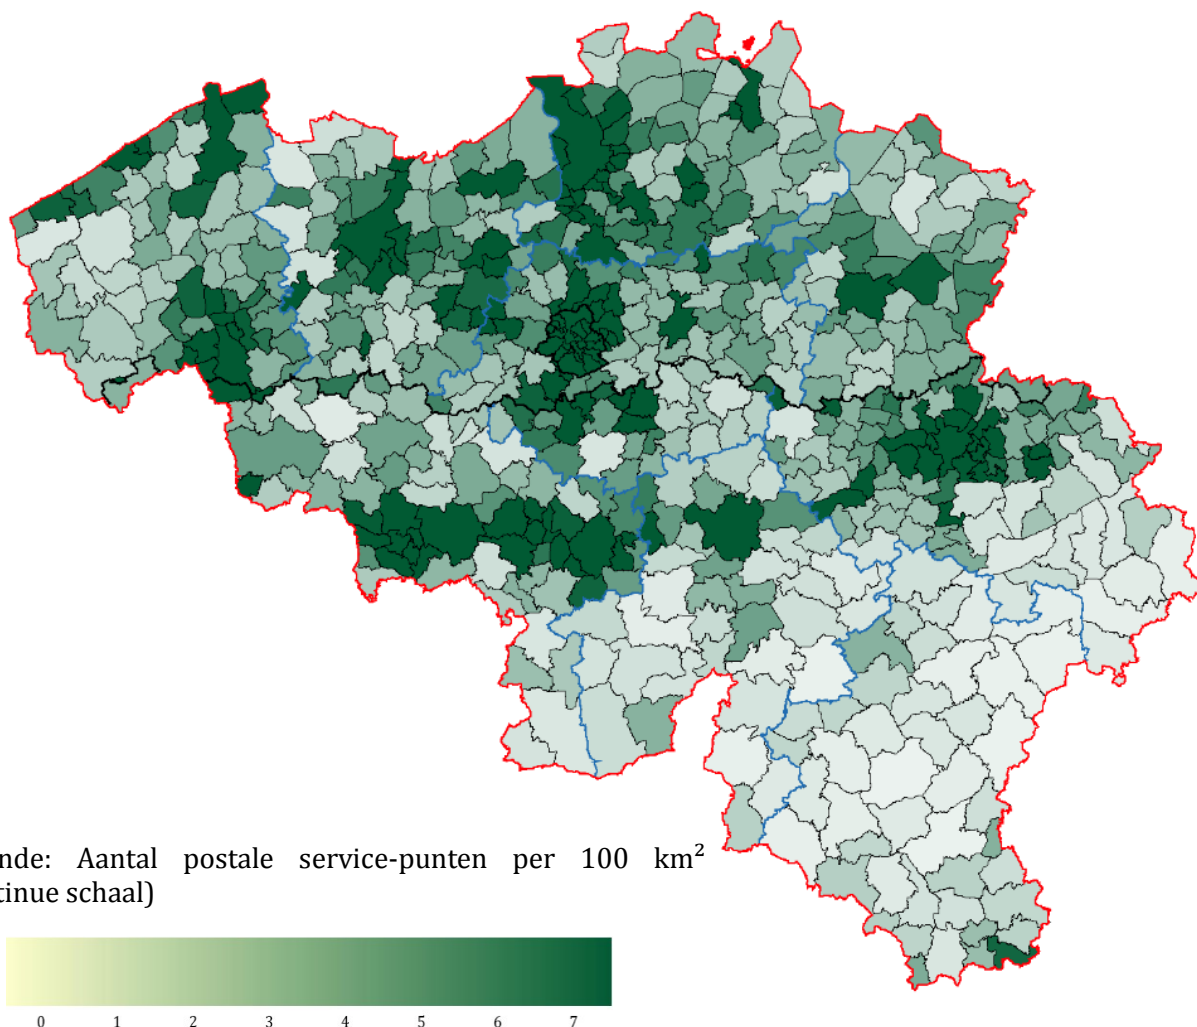 nde: Aantal postale service-punten per 100 km²
tinue schaal)
0 1 2 3 4 5 6 7